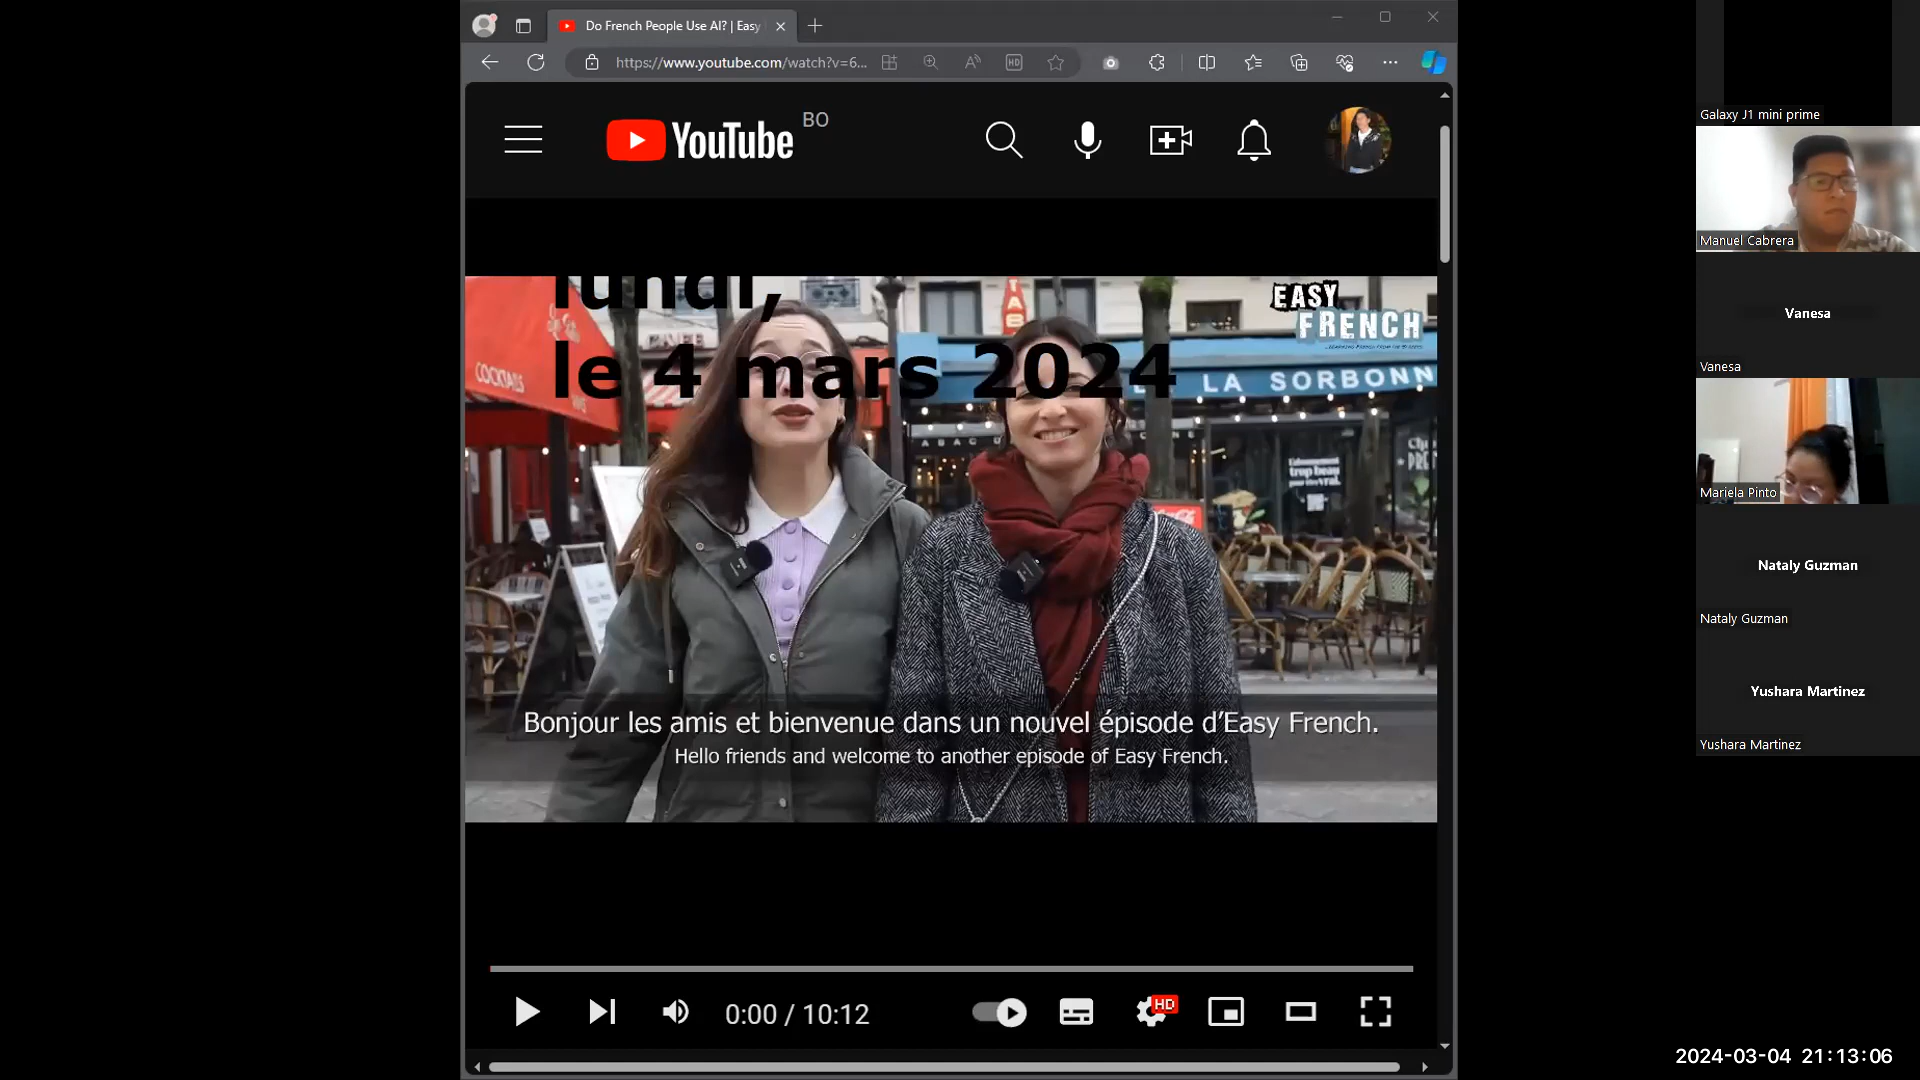 Do French People Use AI? | Easy
https://www.youtube.com/watch?v=6...
YouTube
BO
lundi,
le 4 mars 2024
EASY
FRENCH
COCKTAILS
LA SORBONN
Bonjour les amis et bienvenue dans un nouvel épisode d’Easy French.
Hello friends and welcome to another episode of Easy French.
0:00 / 10:12
HD
Galaxy J1 mini prime
Manuel Cabrera
Vanesa
Vanesa
Mariela Pinto
Nataly Guzman
Nataly Guzman
Yushara Martinez
Yushara Martinez
2024-03-04 21:13:06